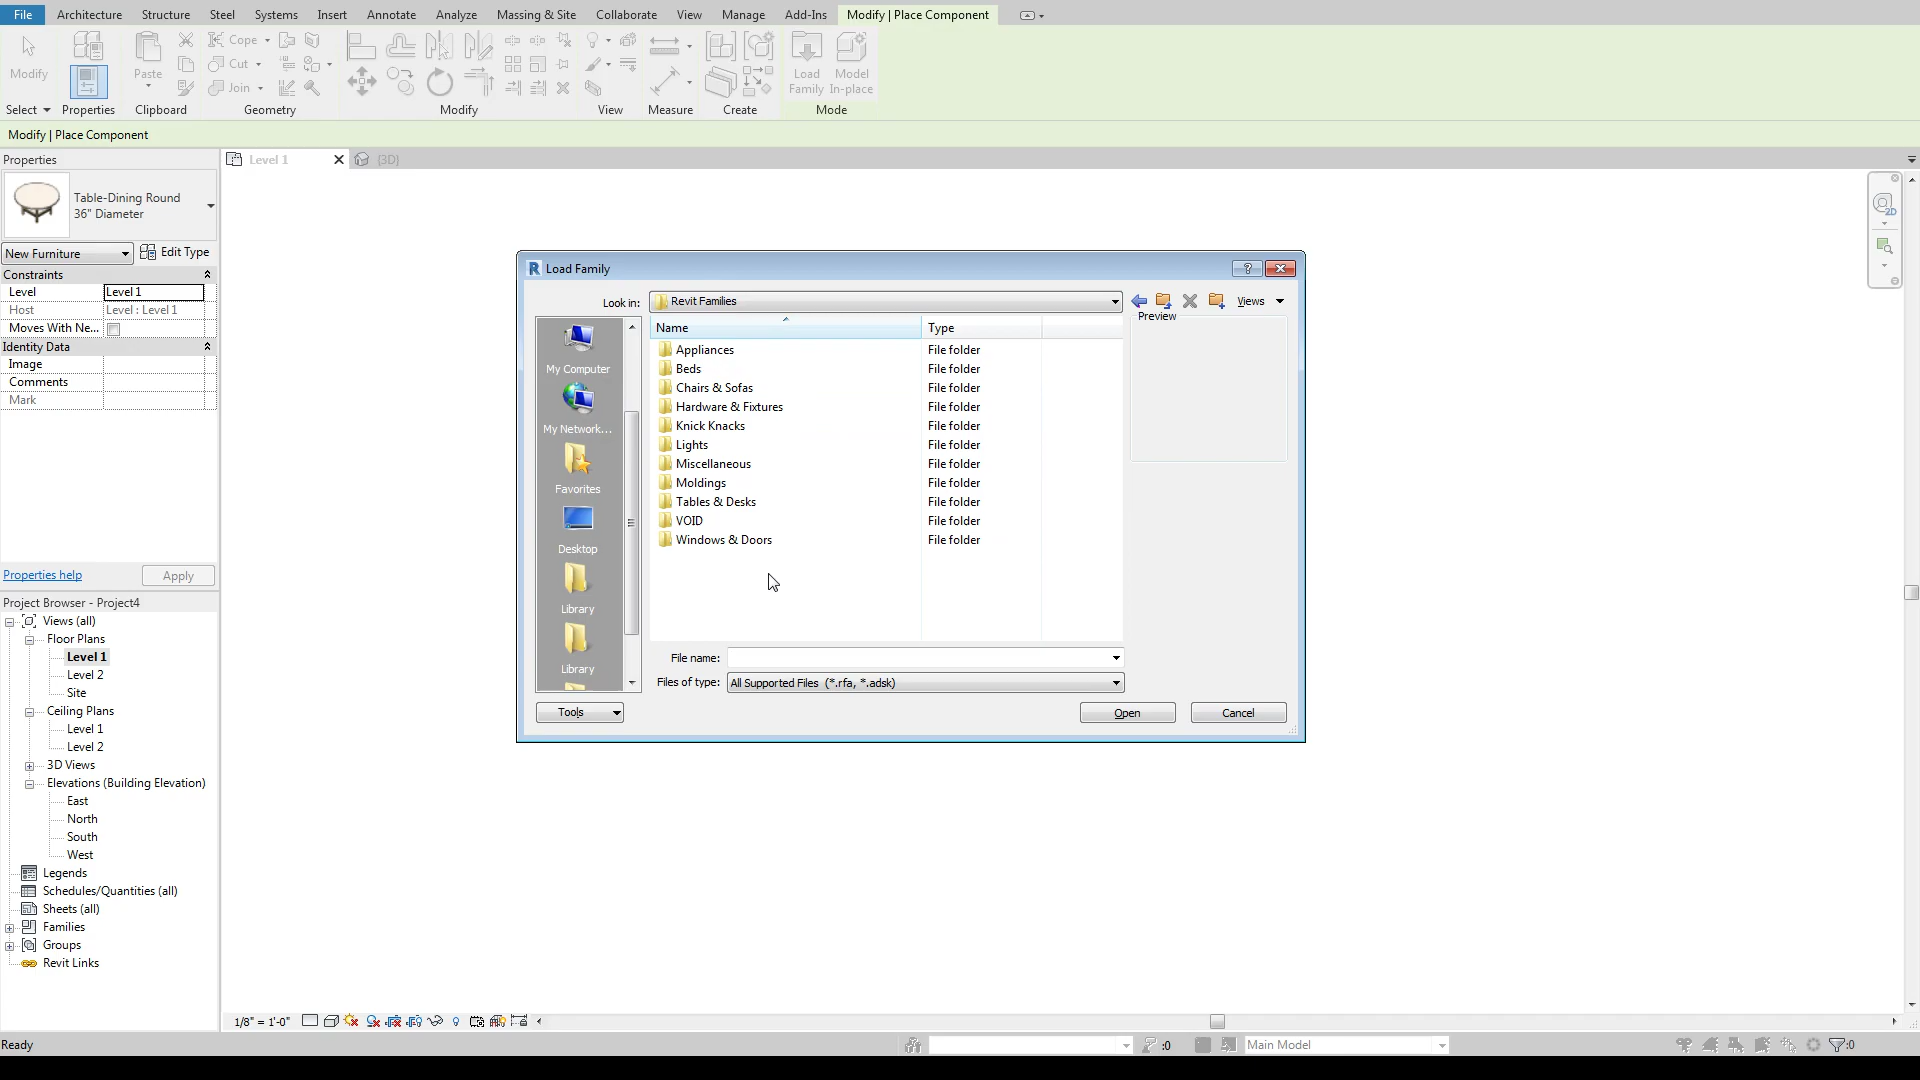 File Architecture Structure Steel Systems Insert Annotate Analyze Massing & Site Collaborate View Manage Add-Ins Modify | Place Component
Modify
Paste
Cope
Cut
Join
Load Family
Model In-place
Select Properties Clipboard Geometry Modify View Measure Create Mode
Modify | Place Component
Properties
Table-Dining Round
36" Diameter
New Furniture Edit Type
Constraints
Level Level 1
Host Level : Level 1
Moves With Ne...
Identity Data
Image
Comments
Mark
Properties help Apply
Project Browser - Project4
Views (all)
Floor Plans
Level 1
Level 2
Site
Ceiling Plans
Level 1
Level 2
3D Views
Elevations (Building Elevation)
East
North
South
West
Legends
Schedules/Quantities (all)
Sheets (all)
Families
Groups
Revit Links
Level 1 {3D}
2D
Load Family
Look in: Revit Families Views
My Computer
My Network...
Favorites
Desktop
Library
Library
Name Type
Appliances File folder
Beds File folder
Chairs & Sofas File folder
Hardware & Fixtures File folder
Knick Knacks File folder
Lights File folder
Miscellaneous File folder
Moldings File folder
Tables & Desks File folder
VOID File folder
Windows & Doors File folder
Preview
File name:
Files of type: All Supported Files (*.rfa, *.adsk)
Tools Open Cancel
1/8" = 1'-0"
Ready :0 Main Model :0